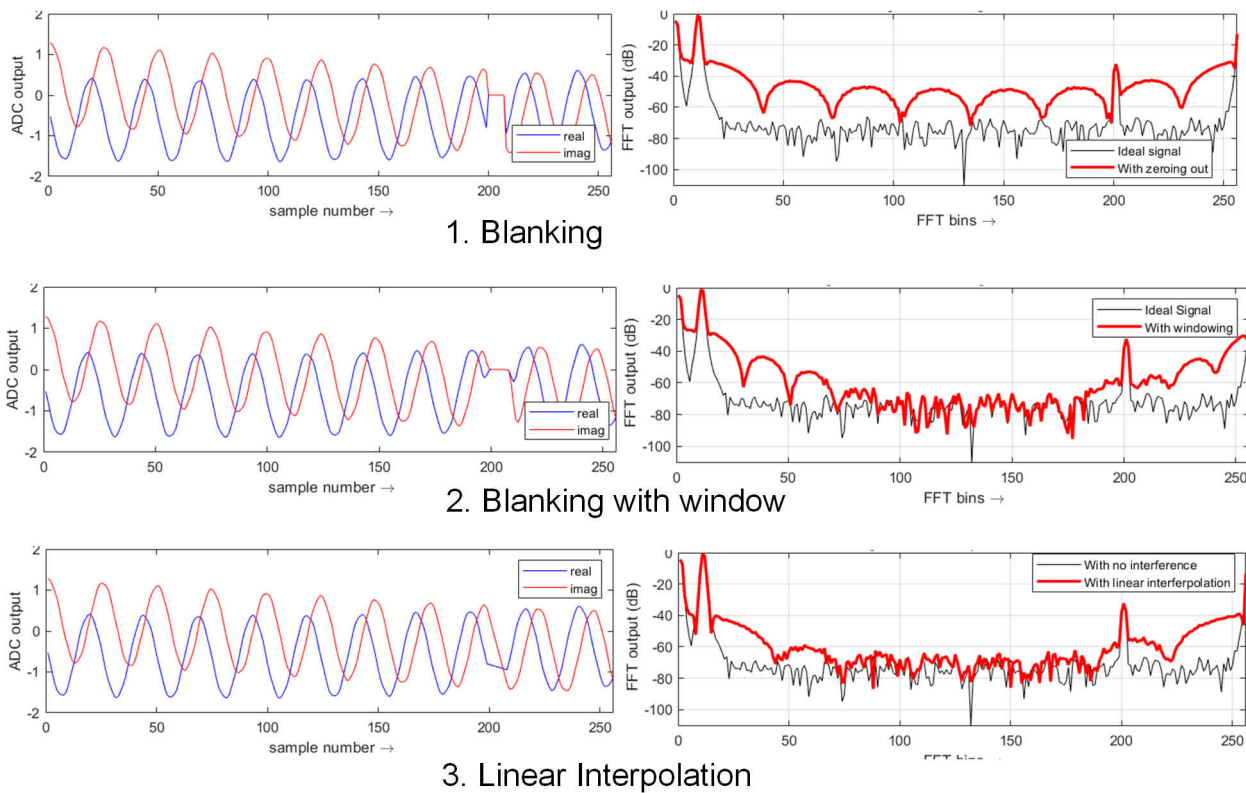 2
1
0
-1
-2
ADC output
real
imag
0 50 100 150 200 250
sample number →
0
-20
-40
-60
-80
-100
FFT output (dB)
Ideal signal
With zeroing out
0 50 100 150 200 250
FFT bins →
1. Blanking
2
1
0
-1
-2
ADC output
real
imag
0 50 100 150 200 250
sample number →
0
-20
-40
-60
-80
-100
FFT output (dB)
Ideal Signal
With windowing
0 50 100 150 200 250
FFT bins →
2. Blanking with window
2
1
0
-1
-2
ADC output
real
imag
0 50 100 150 200 250
sample number →
0
-20
-40
-60
-80
-100
FFT output (dB)
With no interference
With linear interferpolation
0 50 100 150 200 250
FFT bins →
3. Linear Interpolation